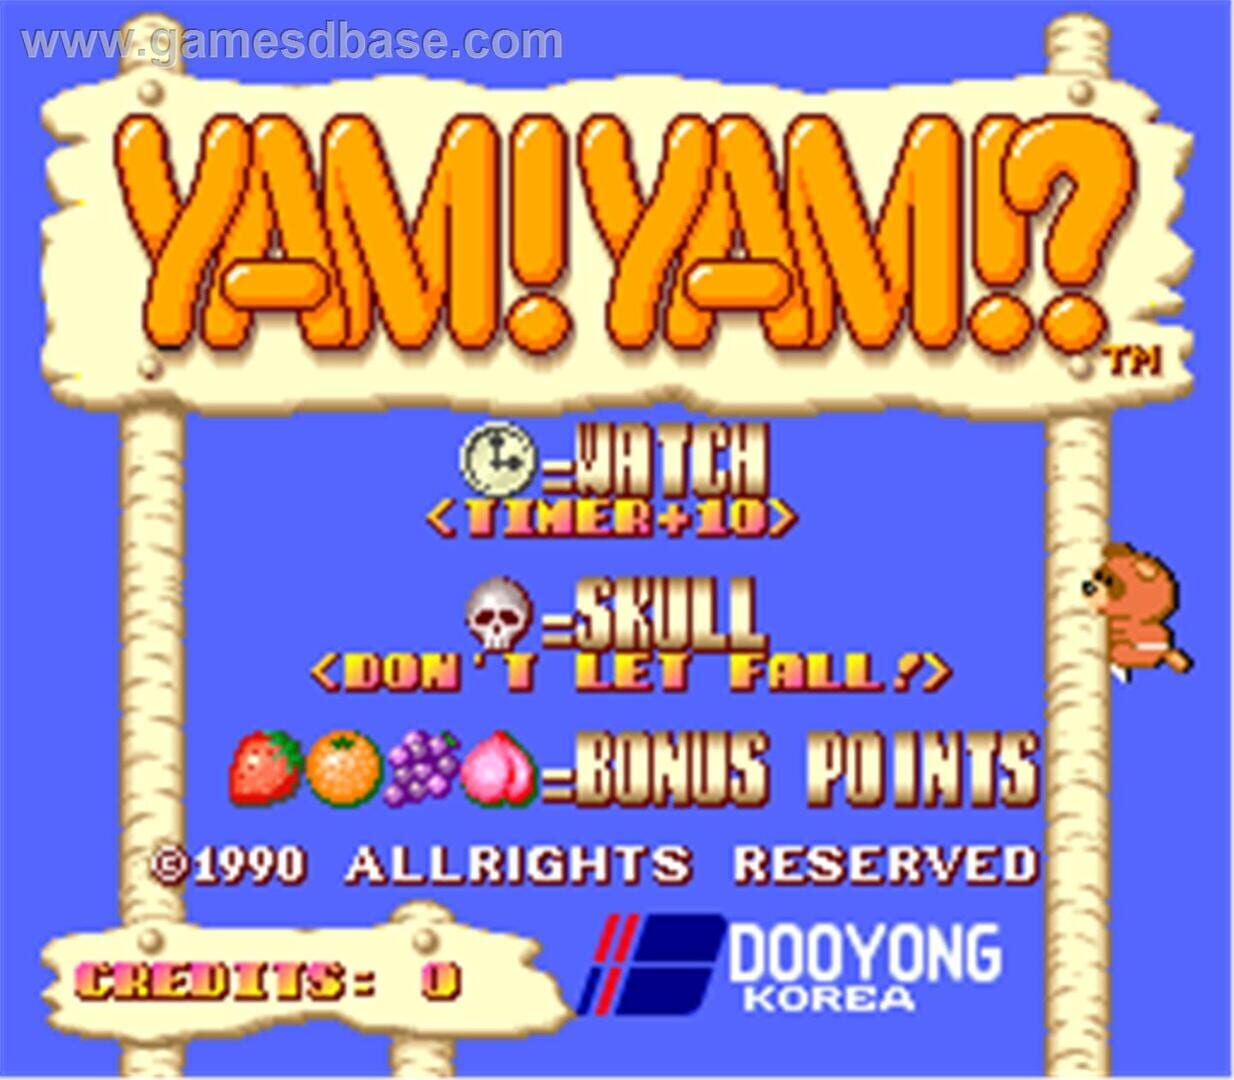 www.gamesdbase.com
YAM!YAM!?
TM
=WATCH
<TIMER+10>
=SKULL
<DON'T LET FALL!>
=BONUS POINTS
©1990 ALLRIGHTS RESERVED
CREDITS: 0
DOOYONG
KOREA